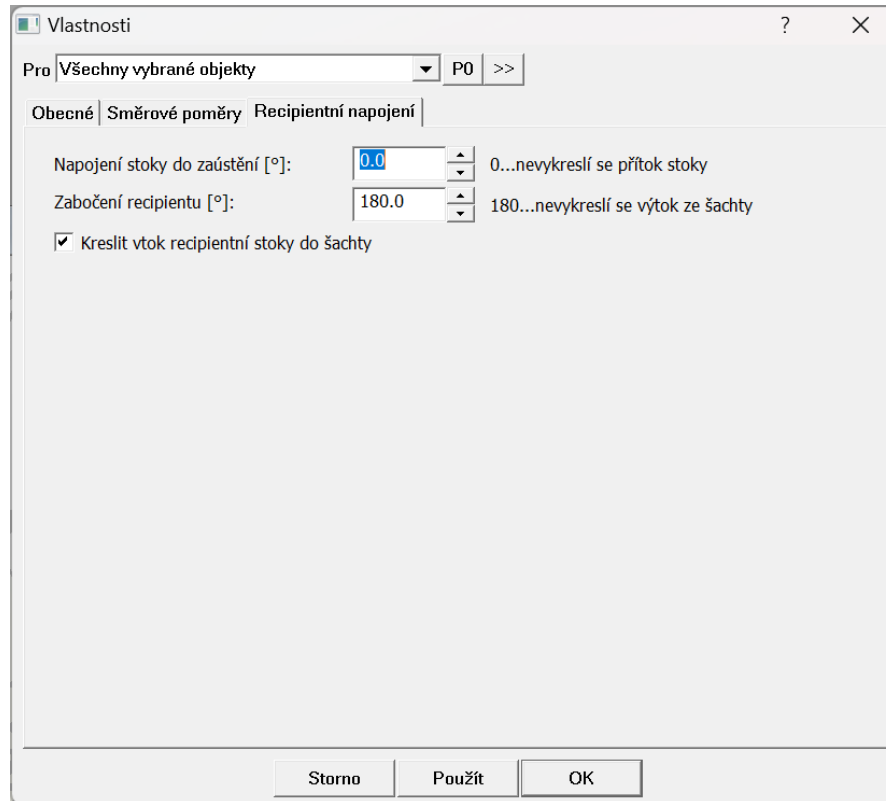 Vlastnosti ?
Pro Všechny vybrané objekty P0 >>
Obecné Směrové poměry Recipientní napojení
Napojení stoky do zaústění [°]: 0.0 0...nevykreslí se přítok stoky
Zabočení recipientu [°]: 180.0 180...nevykreslí se výtok ze šachty
Kreslit vtok recipientní stoky do šachty
Storno Použít OK